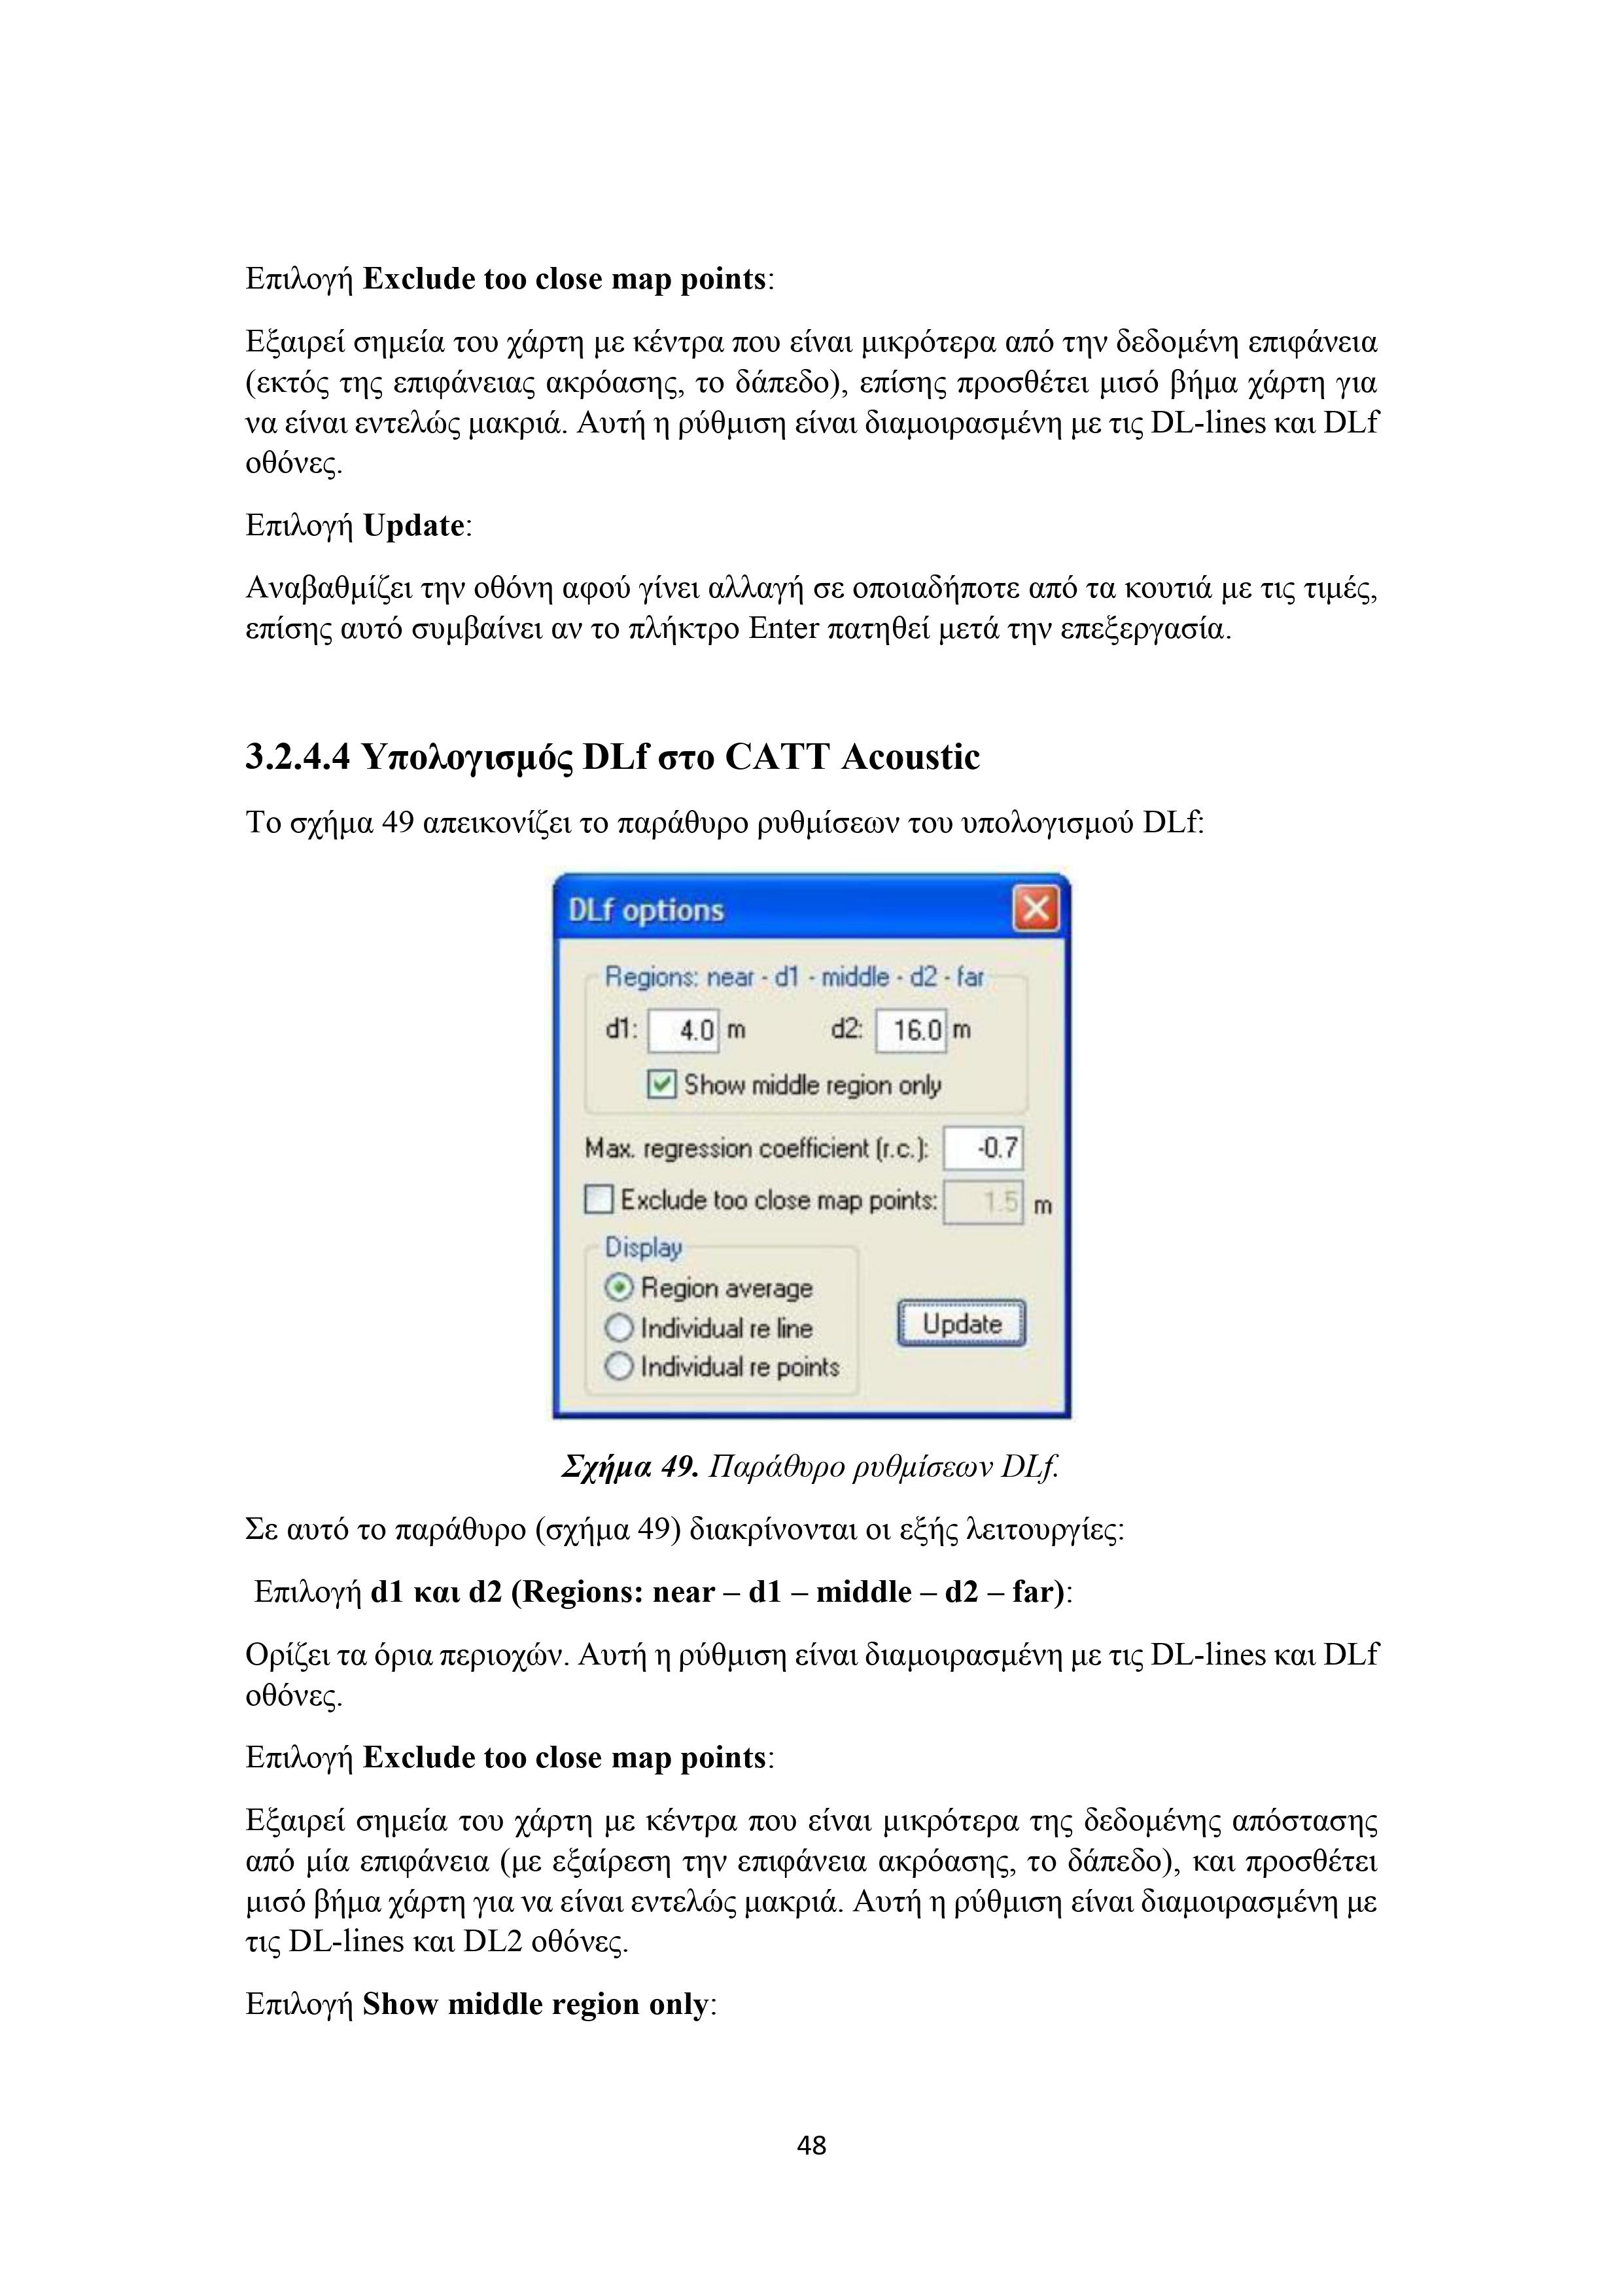 Επιλογή Exclude too close map points:
Εξαιρεί σημεία του χάρτη με κέντρα που είναι μικρότερα από την δεδομένη επιφάνεια
(εκτός της επιφάνειας ακρόασης, το δάπεδο), επίσης προσθέτει μισό βήμα χάρτη για
να είναι εντελώς μακριά. Αυτή η ρύθμιση είναι διαμοιρασμένη με τις DL-lines και DLf
οθόνες.
Επιλογή Update:
Αναβαθμίζει την οθόνη αφού γίνει αλλαγή σε οποιαδήποτε από τα κουτιά με τις τιμές,
επίσης αυτό συμβαίνει αν το πλήκτρο Enter πατηθεί μετά την επεξεργασία.
3.2.4.4 Υπολογισμός DLf στο CATT Acoustic
Το σχήμα 49 απεικονίζει το παράθυρο ρυθμίσεων του υπολογισμού DLf:
DLf options
Regions: near - d1 - middle - d2 - far
d1: 4.0 m d2: 16.0 m
Show middle region only
Max. regression coefficient (r.c.): -0.7
Exclude too close map points: 1.5 m
Display
Region average
Individual re line
Update
Individual re points
Σχήμα 49. Παράθυρο ρυθμίσεων DLf.
Σε αυτό το παράθυρο (σχήμα 49) διακρίνονται οι εξής λειτουργίες:
Επιλογή d1 και d2 (Regions: near – d1 – middle – d2 – far):
Ορίζει τα όρια περιοχών. Αυτή η ρύθμιση είναι διαμοιρασμένη με τις DL-lines και DLf
οθόνες.
Επιλογή Exclude too close map points:
Εξαιρεί σημεία του χάρτη με κέντρα που είναι μικρότερα της δεδομένης απόστασης
από μία επιφάνεια (με εξαίρεση την επιφάνεια ακρόασης, το δάπεδο), και προσθέτει
μισό βήμα χάρτη για να είναι εντελώς μακριά. Αυτή η ρύθμιση είναι διαμοιρασμένη με
τις DL-lines και DL2 οθόνες.
Επιλογή Show middle region only:
48